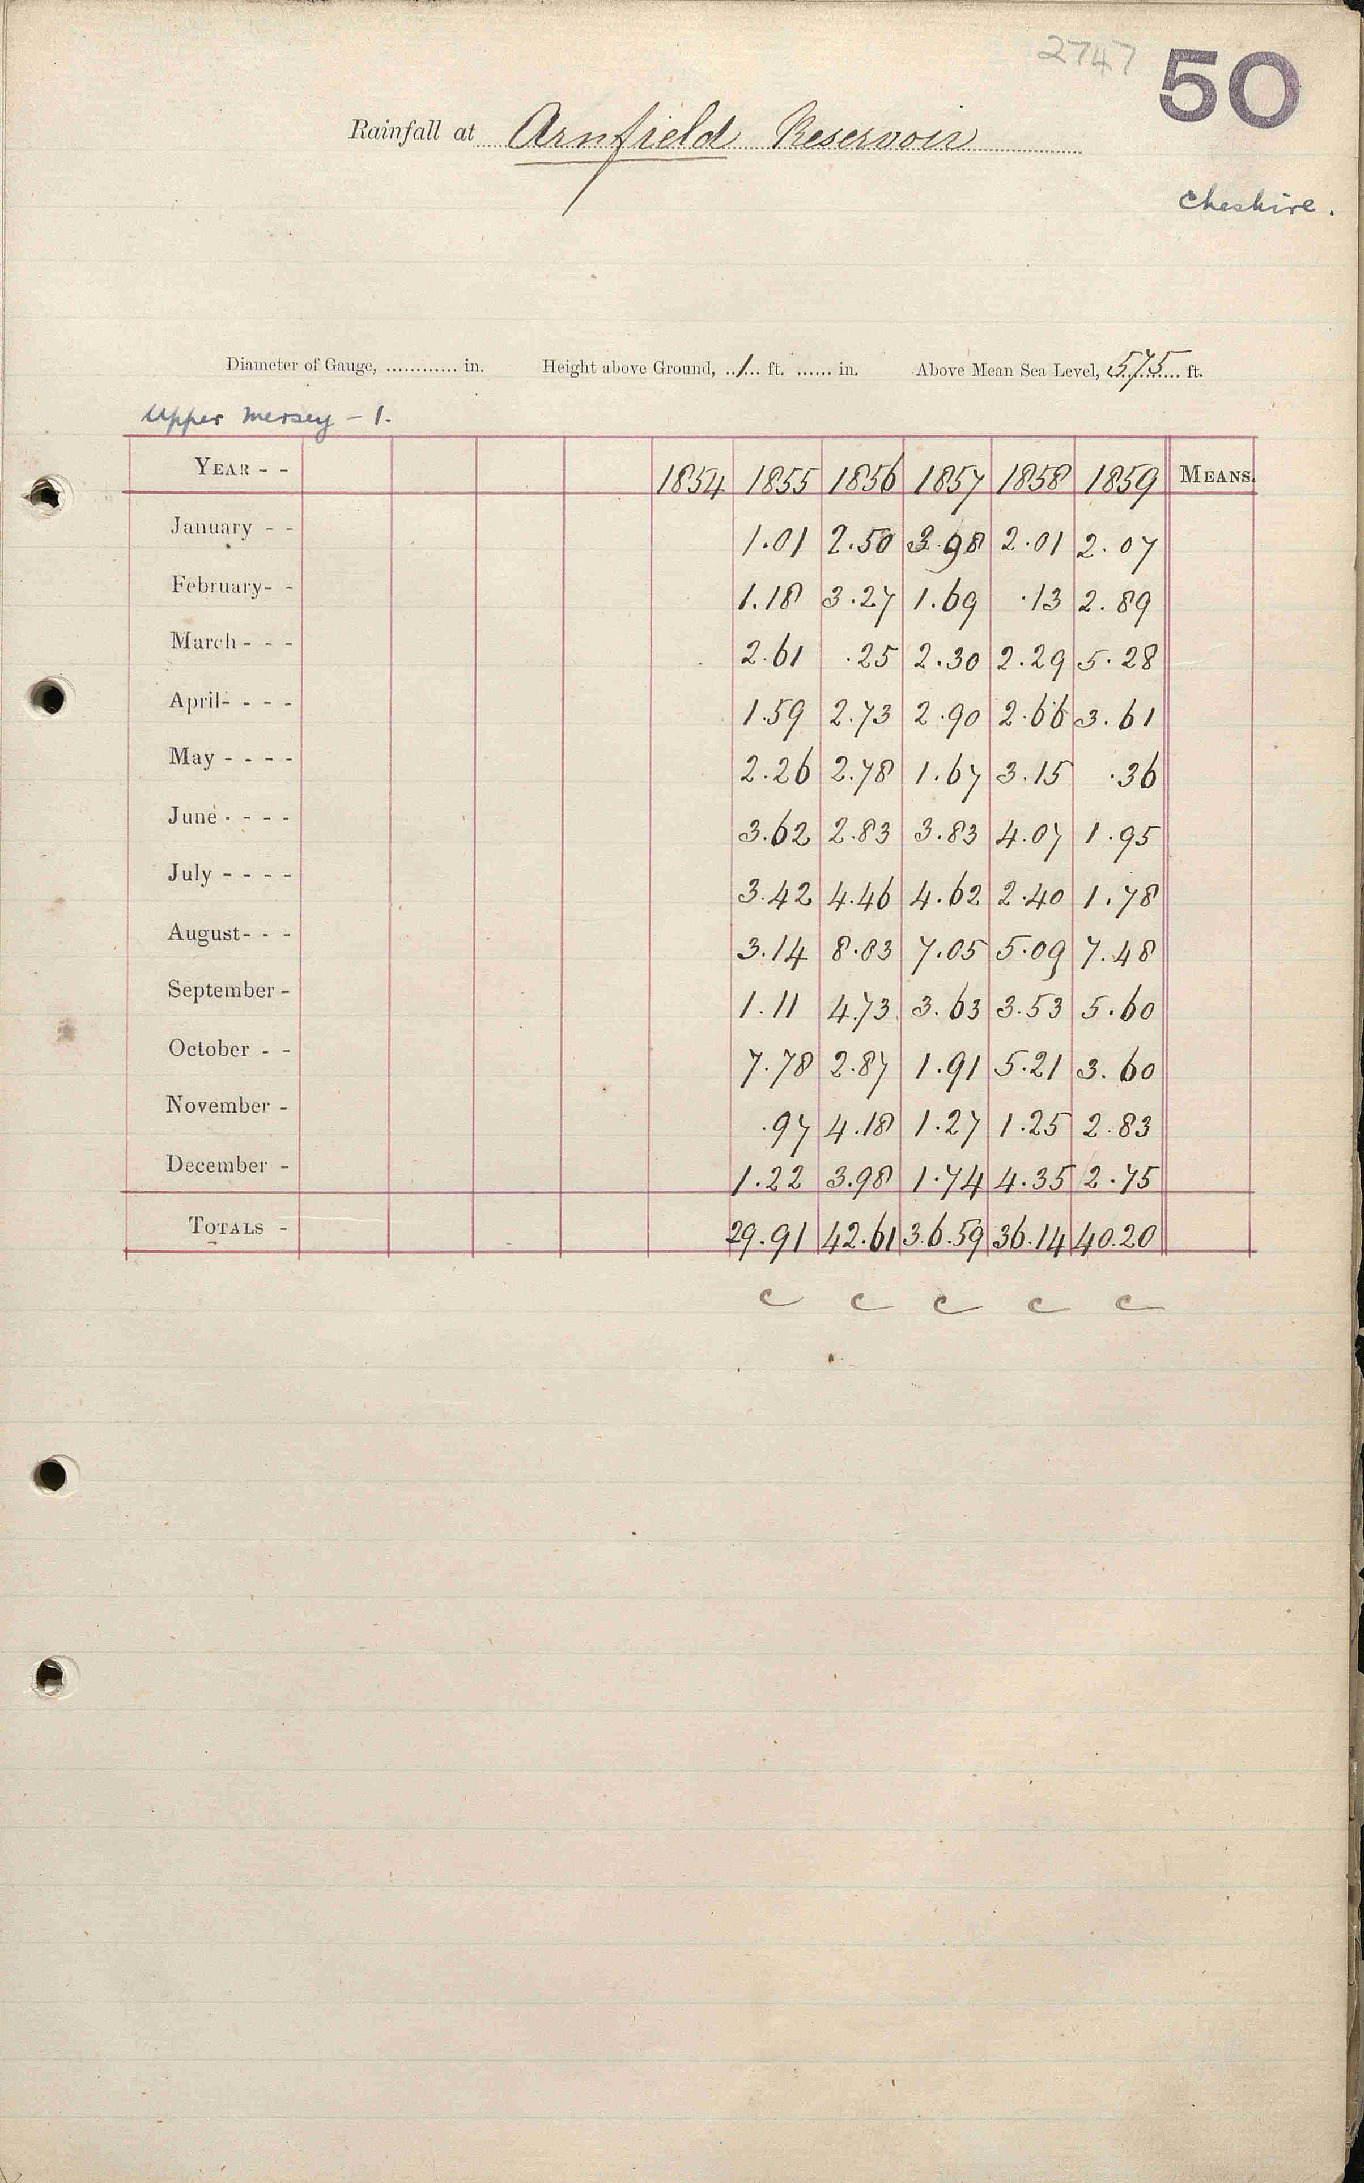 2747 50
Rainfall at Arnfield Reservoir
Cheshire.
Diameter of Gauge, ............ in. Height above Ground, ..1... ft. ...... in. Above Mean Sea Level, 575 ft.
Upper Mersey - 1.
YEAR - - 1854 1855 1856 1857 1858 1859 MEANS.
January - - 1.01 2.50 3.98 2.01 2.07
February - - 1.18 3.27 1.69 .13 2.89
March - - - 2.61 .25 2.30 2.29 5.28
April - - - - 1.59 2.73 2.90 2.66 3.61
May - - - - 2.26 2.78 1.67 3.15 .36
June - - - - 3.62 2.83 3.83 4.07 1.95
July - - - - 3.42 4.46 4.62 2.40 1.78
August - - - 3.14 8.03 7.05 5.09 7.48
September - 1.11 4.73 3.63 3.53 5.60
October - - 7.78 2.87 1.91 5.21 3.60
November - .97 4.18 1.27 1.25 2.83
December - 1.22 3.98 1.74 4.35 2.75
TOTALS - 29.91 42.61 36.59 36.14 40.20
c c c c c